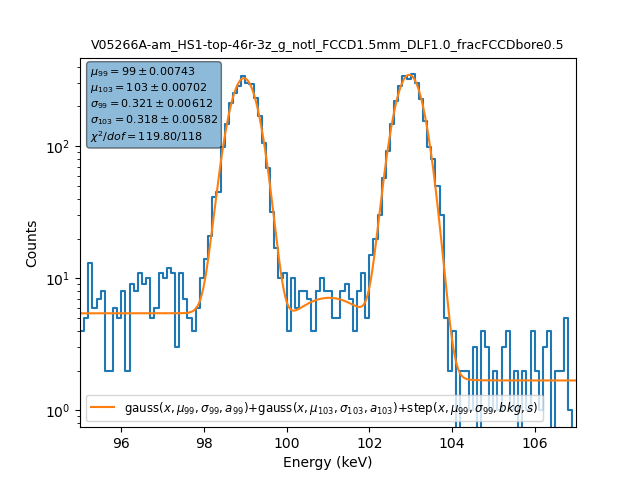 V05266A-am_HS1-top-46r-3z_g_notl_FCCD1.5mm_DLF1.0_fracFCCDbore0.5
μ₉₉ = 99 ± 0.00743
μ₁₀₃ = 103 ± 0.00702
σ₉₉ = 0.321 ± 0.00612
σ₁₀₃ = 0.318 ± 0.00582
χ²/dof = 119.80/118
Counts
10²
10¹
10⁰
gauss(x, μ₉₉, σ₉₉, a₉₉)+gauss(x, μ₁₀₃, σ₁₀₃, a₁₀₃)+step(x, μ₉₉, σ₉₉, bkg, s)
96 98 100 102 104 106
Energy (keV)